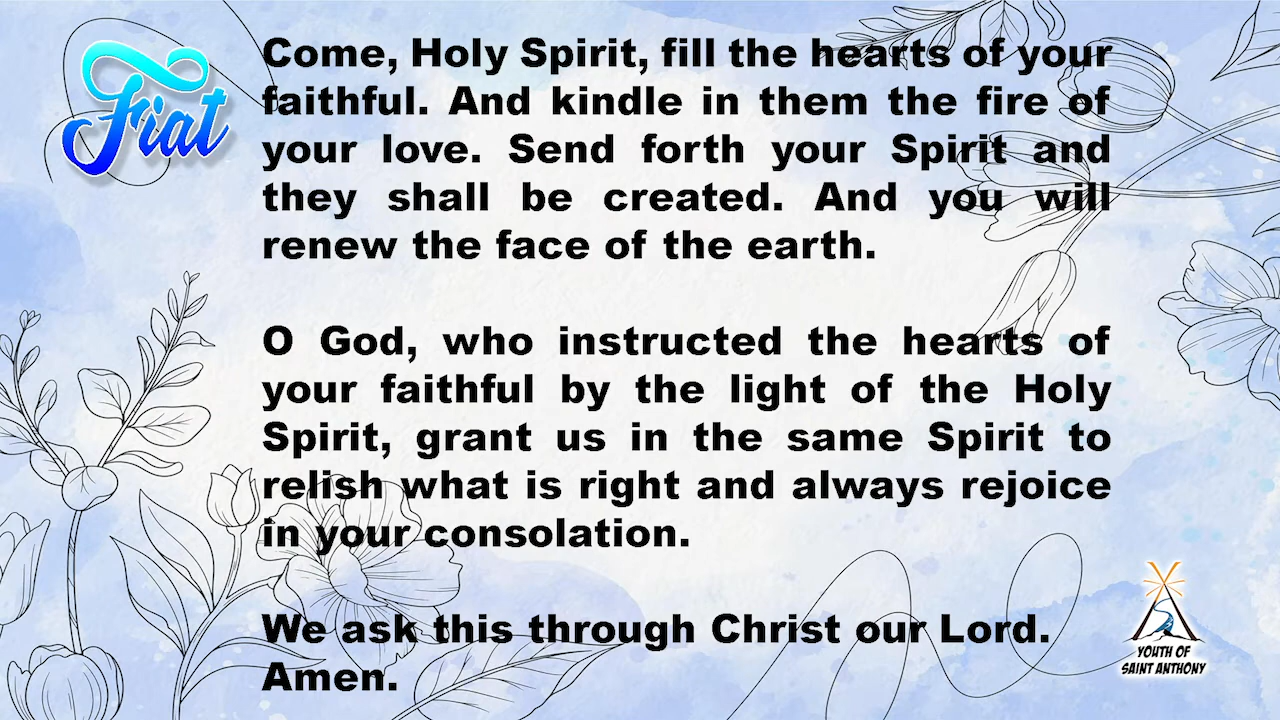 Fiat
Come, Holy Spirit, fill the hearts of your
faithful. And kindle in them the fire of
your love. Send forth your Spirit and
they shall be created. And you will
renew the face of the earth.
O God, who instructed the hearts of
your faithful by the light of the Holy
Spirit, grant us in the same Spirit to
relish what is right and always rejoice
in your consolation.
We ask this through Christ our Lord.
Amen.
YOUTH OF
SAINT ANTHONY